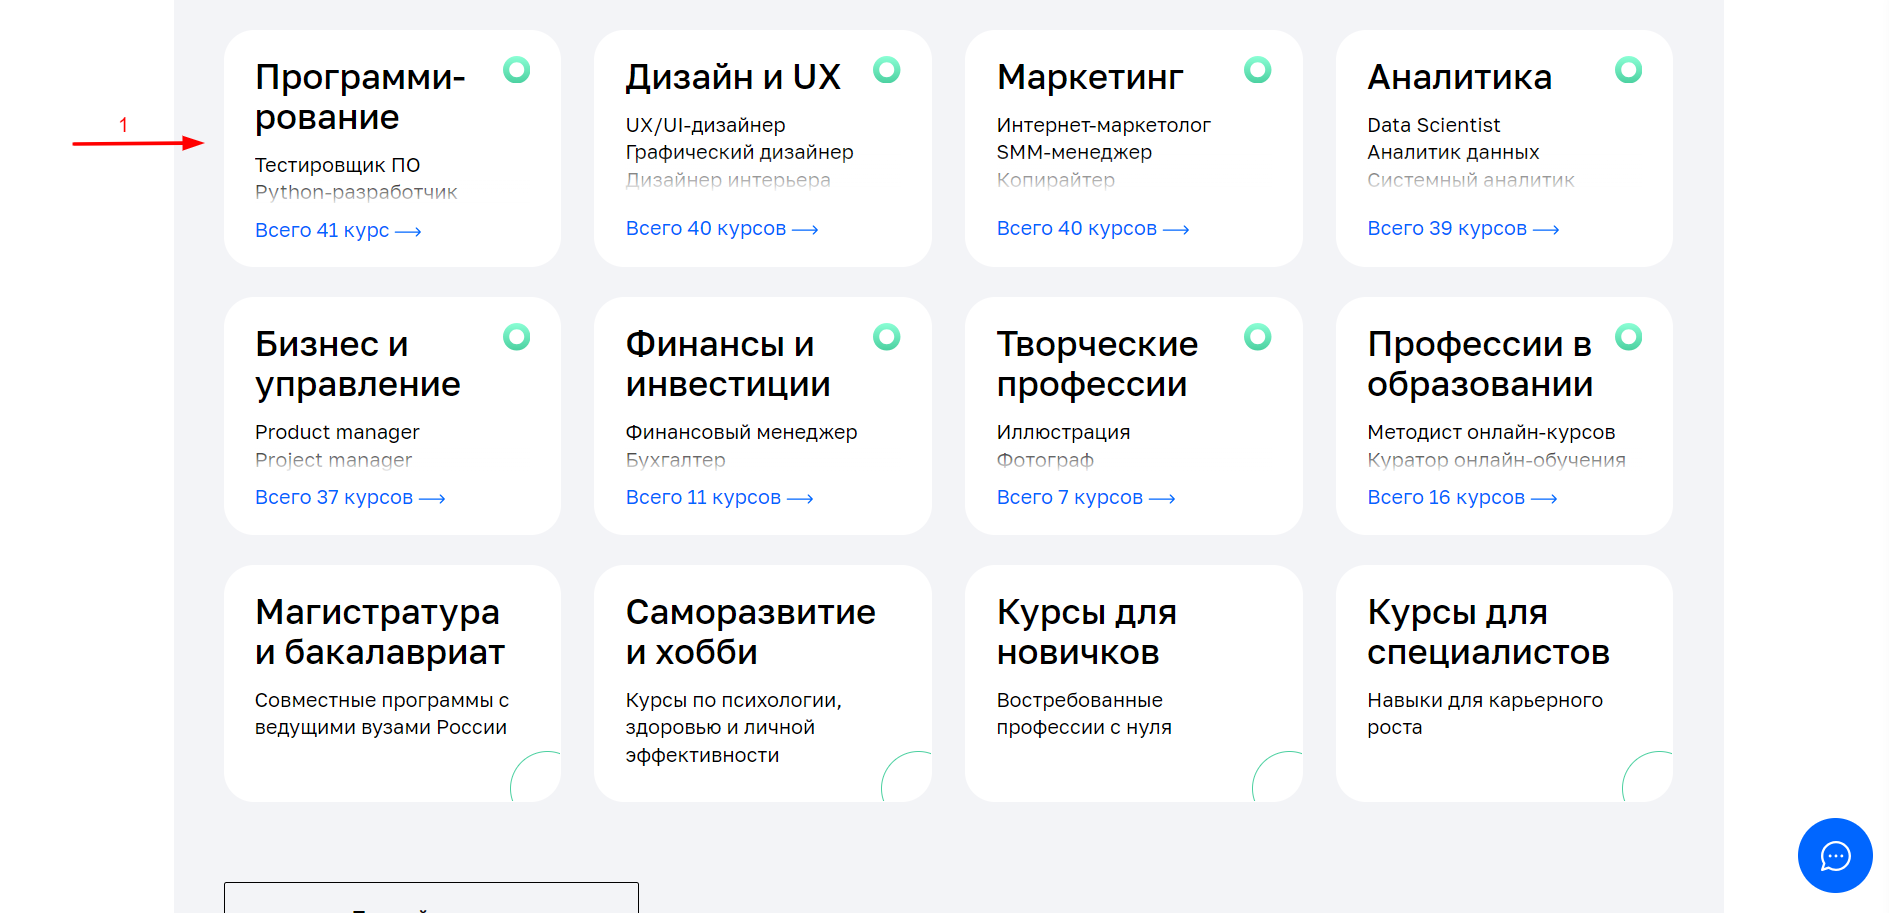 1
Программи-
рование
Тестировщик ПО
Python-разработчик
Всего 41 курс
Дизайн и UX
UX/UI-дизайнер
Графический дизайнер
Дизайнер интерьера
Всего 40 курсов
Маркетинг
Интернет-маркетолог
SMM-менеджер
Копирайтер
Всего 40 курсов
Аналитика
Data Scientist
Аналитик данных
Системный аналитик
Всего 39 курсов
Бизнес и
управление
Product manager
Project manager
Всего 37 курсов
Финансы и
инвестиции
Финансовый менеджер
Бухгалтер
Всего 11 курсов
Творческие
профессии
Иллюстрация
Фотограф
Всего 7 курсов
Профессии в
образовании
Методист онлайн-курсов
Куратор онлайн-обучения
Всего 16 курсов
Магистратура
и бакалавриат
Совместные программы с
ведущими вузами России
Саморазвитие
и хобби
Курсы по психологии,
здоровью и личной
эффективности
Курсы для
новичков
Востребованные
профессии с нуля
Курсы для
специалистов
Навыки для карьерного
роста